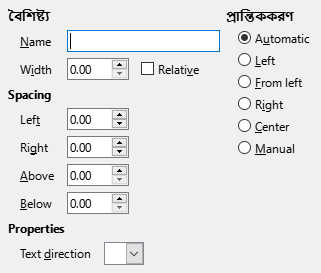 বৈশিষ্ট্য
Name
Width 0.00 Relative
Spacing
Left 0.00
Right 0.00
Above 0.00
Below 0.00
Properties
Text direction
প্রান্তিককরণ
Automatic
Left
From left
Right
Center
Manual